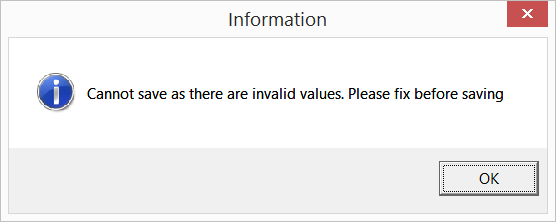 Information
Cannot save as there are invalid values. Please fix before saving
OK